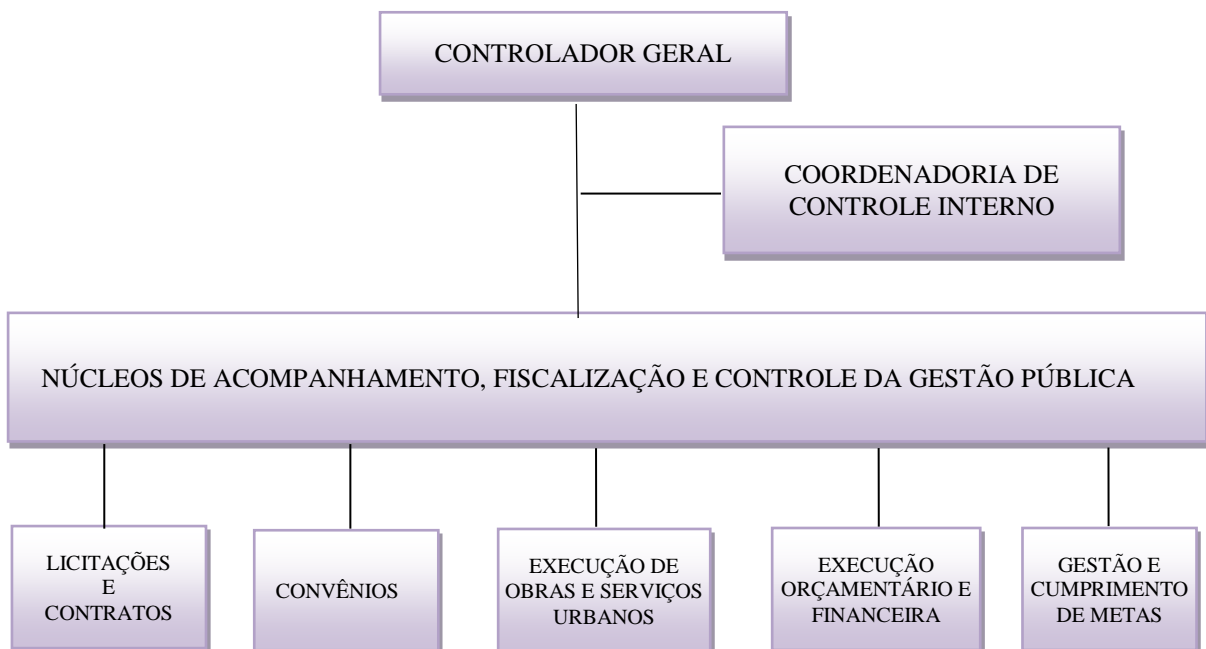 CONTROLADOR GERAL
COORDENADORIA DE
CONTROLE INTERNO
NÚCLEOS DE ACOMPANHAMENTO, FISCALIZAÇÃO E CONTROLE DA GESTÃO PÚBLICA
LICITAÇÕES
E
CONTRATOS
CONVÊNIOS
EXECUÇÃO DE
OBRAS E SERVIÇOS
URBANOS
EXECUÇÃO
ORÇAMENTÁRIO E
FINANCEIRA
GESTÃO E
CUMPRIMENTO
DE METAS